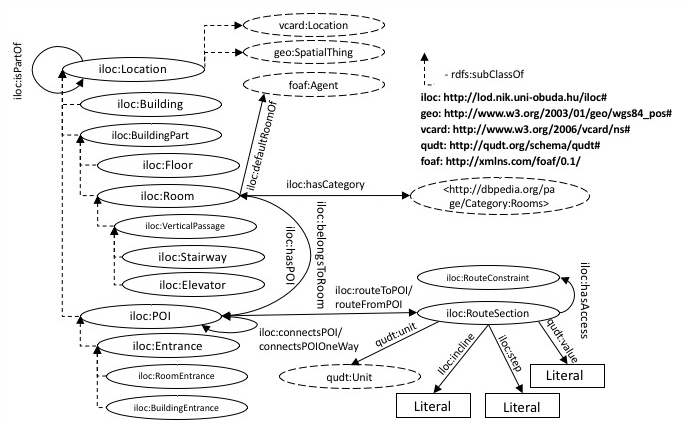 vcard:Location
geo:SpatialThing
foaf:Agent
iloc:isPartOf
iloc:Location
iloc:Building
iloc:BuildingPart
iloc:Floor
iloc:Room
iloc:VerticalPassage
iloc:Stairway
iloc:Elevator
iloc:POI
iloc:Entrance
iloc:RoomEntrance
iloc:BuildingEntrance
iloc:defaultRoomOf
iloc:hasCategory
<http://dbpedia.org/pa
ge/Category:Rooms>
iloc:hasPOI
iloc:belongsToRoom
iloc:routeToPOI/
routeFromPOI
iloc:connectsPOI/
connectsPOIOneWay
iloc:RouteConstraint
iloc:RouteSection
iloc:hasAccess
qudt:unit
iloc:incline
iloc:step
qudt:value
qudt:Unit
Literal
Literal
Literal
- rdfs:subClassOf
iloc: http://lod.nik.uni-obuda.hu/iloc#
geo: http://www.w3.org/2003/01/geo/wgs84_pos#
vcard: http://www.w3.org/2006/vcard/ns#
qudt: http://qudt.org/schema/qudt#
foaf: http://xmlns.com/foaf/0.1/